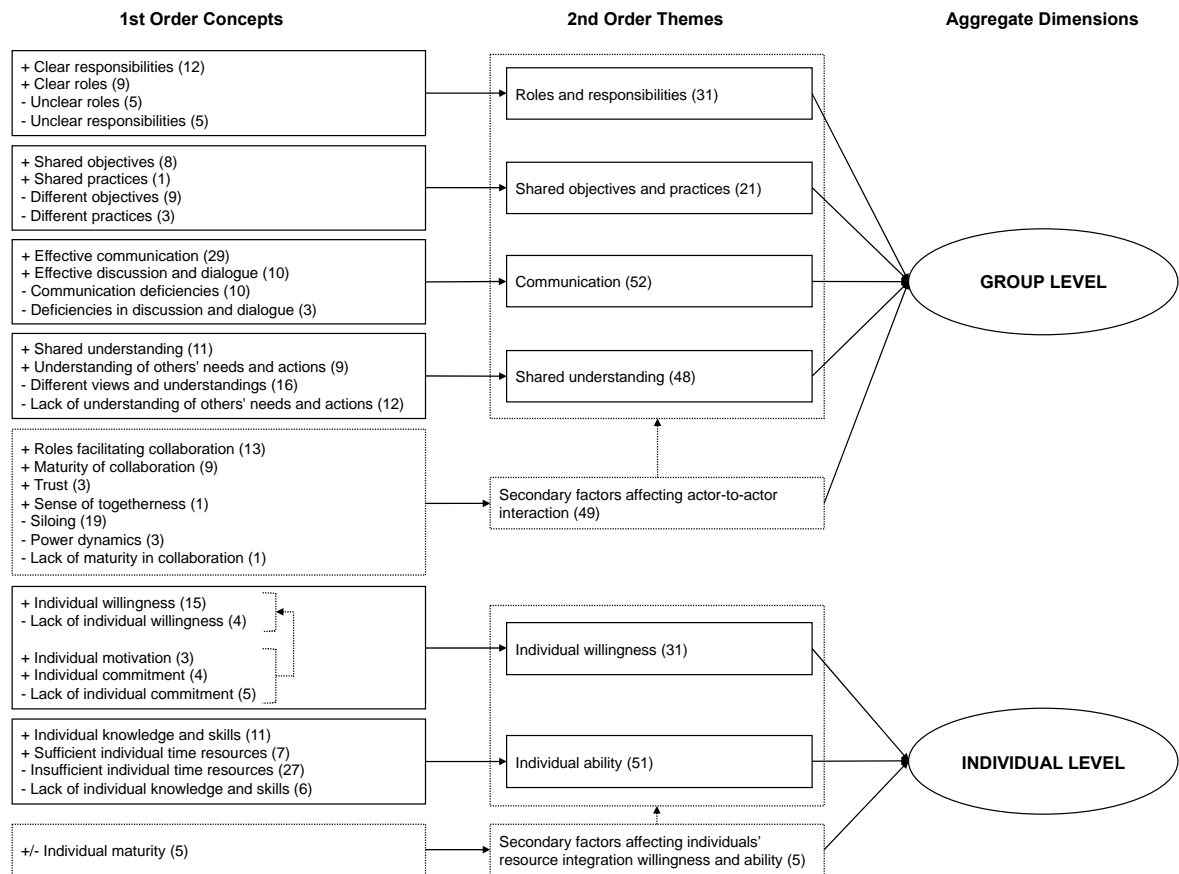 1st Order Concepts
2nd Order Themes
Aggregate Dimensions
+ Clear responsibilities (12)
+ Clear roles (9)
- Unclear roles (5)
- Unclear responsibilities (5)
Roles and responsibilities (31)
+ Shared objectives (8)
+ Shared practices (1)
- Different objectives (9)
- Different practices (3)
Shared objectives and practices (21)
+ Effective communication (29)
+ Effective discussion and dialogue (10)
- Communication deficiencies (10)
- Deficiencies in discussion and dialogue (3)
Communication (52)
GROUP LEVEL
+ Shared understanding (11)
+ Understanding of others' needs and actions (9)
- Different views and understandings (16)
- Lack of understanding of others' needs and actions (12)
Shared understanding (48)
+ Roles facilitating collaboration (13)
+ Maturity of collaboration (9)
+ Trust (3)
+ Sense of togetherness (1)
- Siloing (19)
- Power dynamics (3)
- Lack of maturity in collaboration (1)
Secondary factors affecting actor-to-actor
interaction (49)
+ Individual willingness (15)
- Lack of individual willingness (4)
+ Individual motivation (3)
+ Individual commitment (4)
- Lack of individual commitment (5)
Individual willingness (31)
+ Individual knowledge and skills (11)
+ Sufficient individual time resources (7)
- Insufficient individual time resources (27)
- Lack of individual knowledge and skills (6)
Individual ability (51)
INDIVIDUAL LEVEL
+/- Individual maturity (5)
Secondary factors affecting individuals'
resource integration willingness and ability (5)